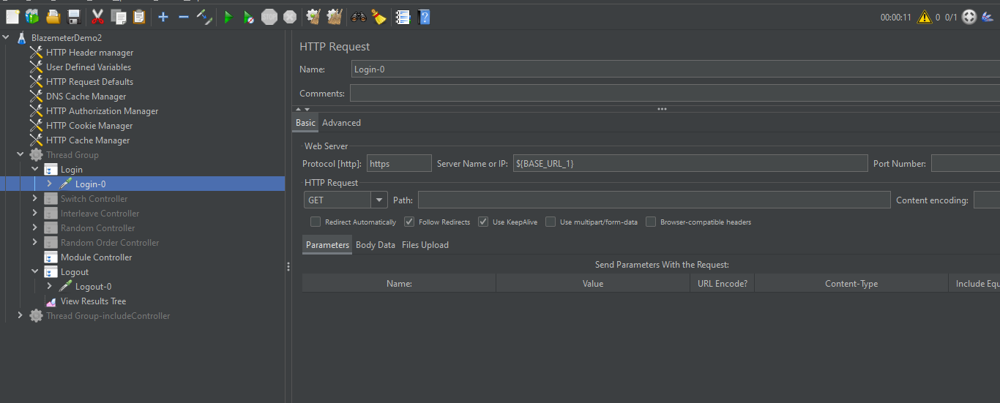 00:00:11 0 0/1
BlazemeterDemo2
HTTP Header manager
User Defined Variables
HTTP Request Defaults
DNS Cache Manager
HTTP Authorization Manager
HTTP Cookie Manager
HTTP Cache Manager
Thread Group
Login
Login-0
Switch Controller
Interleave Controller
Random Controller
Random Order Controller
Module Controller
Logout
Logout-0
View Results Tree
Thread Group-includeController
HTTP Request
Name: Login-0
Comments:
Basic Advanced
Web Server
Protocol [http]: https Server Name or IP: ${BASE_URL_1} Port Number:
HTTP Request
GET Path: Content encoding:
Redirect Automatically Follow Redirects Use KeepAlive Use multipart/form-data Browser-compatible headers
Parameters Body Data Files Upload
Send Parameters With the Request:
Name: Value URL Encode? Content-Type Include Equ